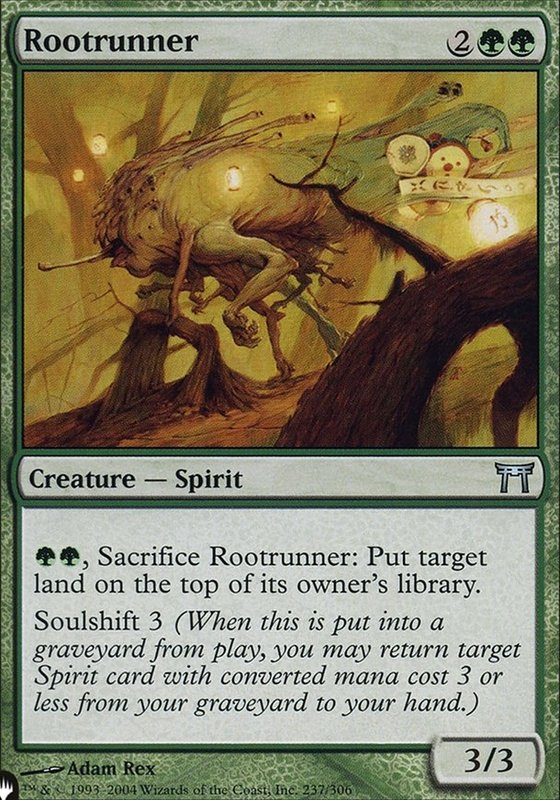 Rootrunner
2
Creature — Spirit
, Sacrifice Rootrunner: Put target
land on the top of its owner's library.
Soulshift 3 (When this is put into a
graveyard from play, you may return target
Spirit card with converted mana cost 3 or
less from your graveyard to your hand.)
3/3
Adam Rex
™ & © 1993–2004 Wizards of the Coast, Inc. 237/306